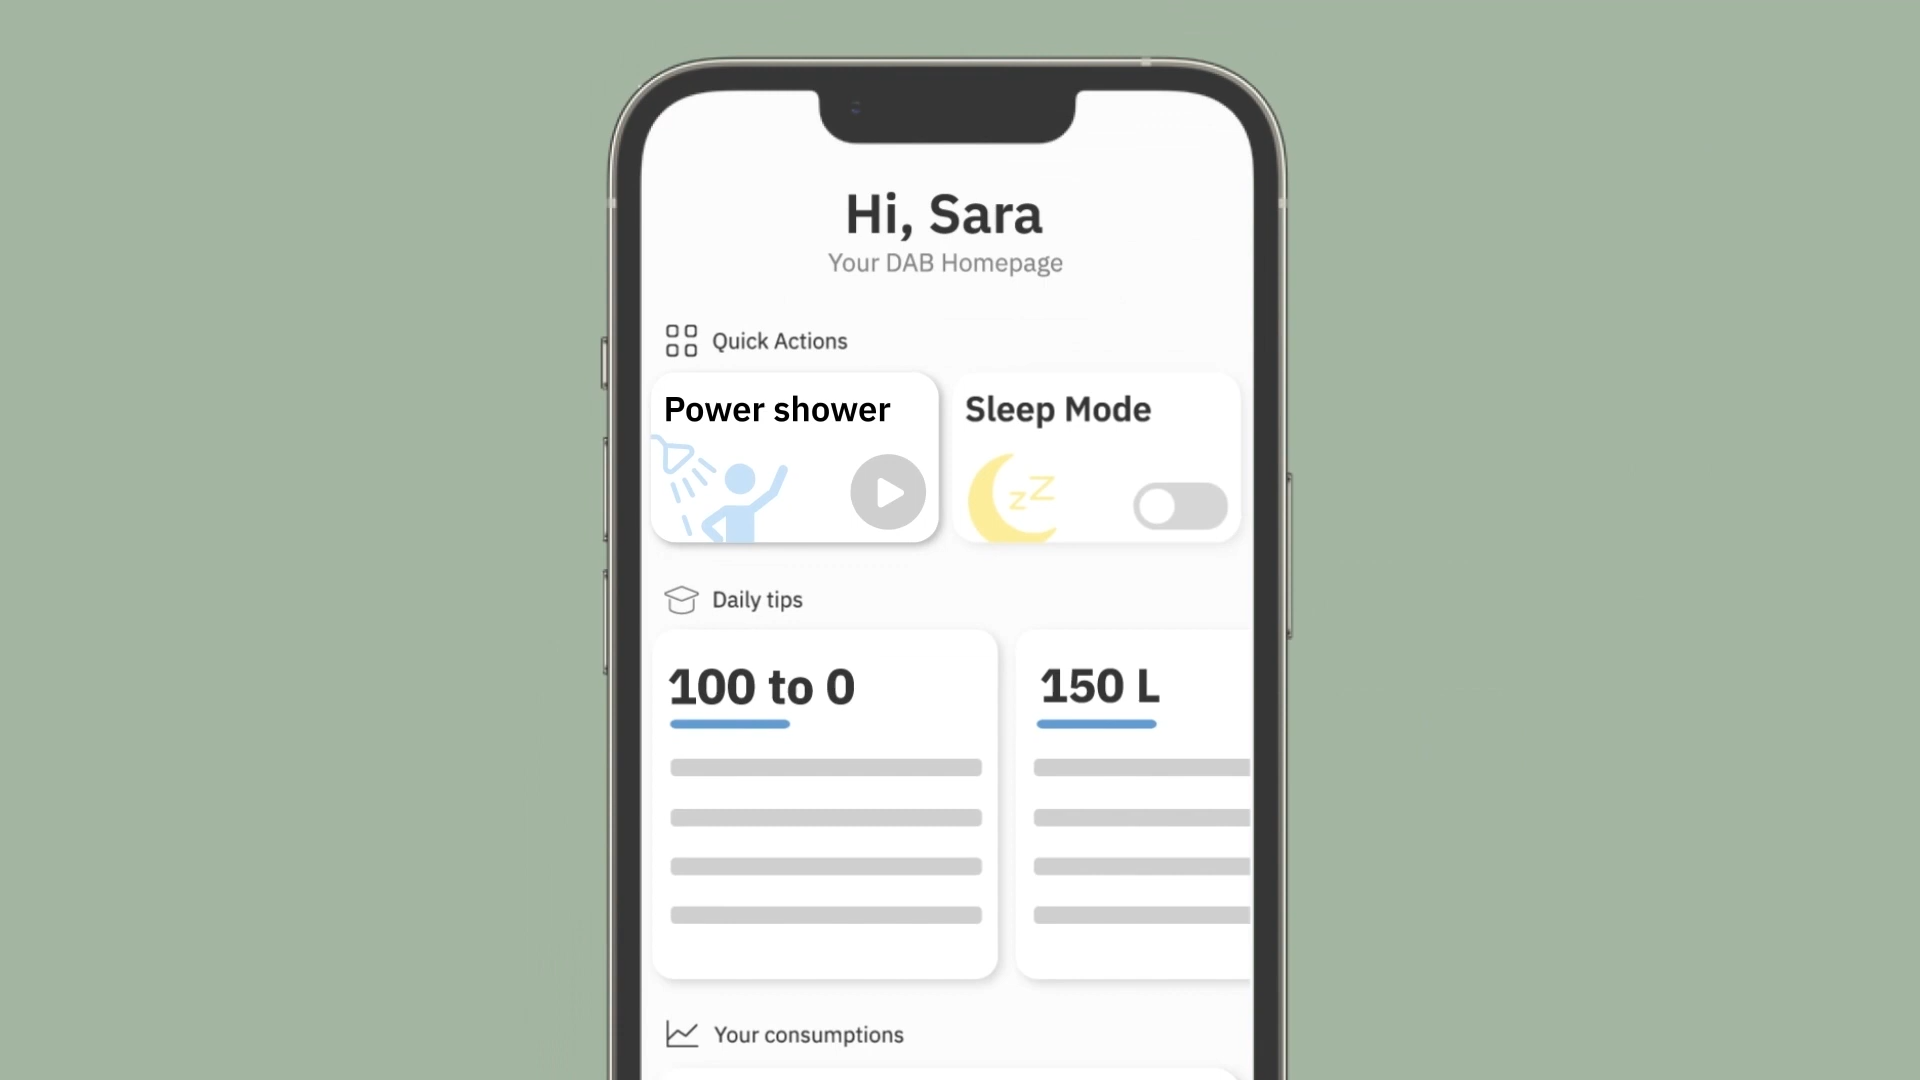 Hi, Sara
Your DAB Homepage
Quick Actions
Power shower
Sleep Mode
zZ
Daily tips
100 to 0
150 L
Your consumptions